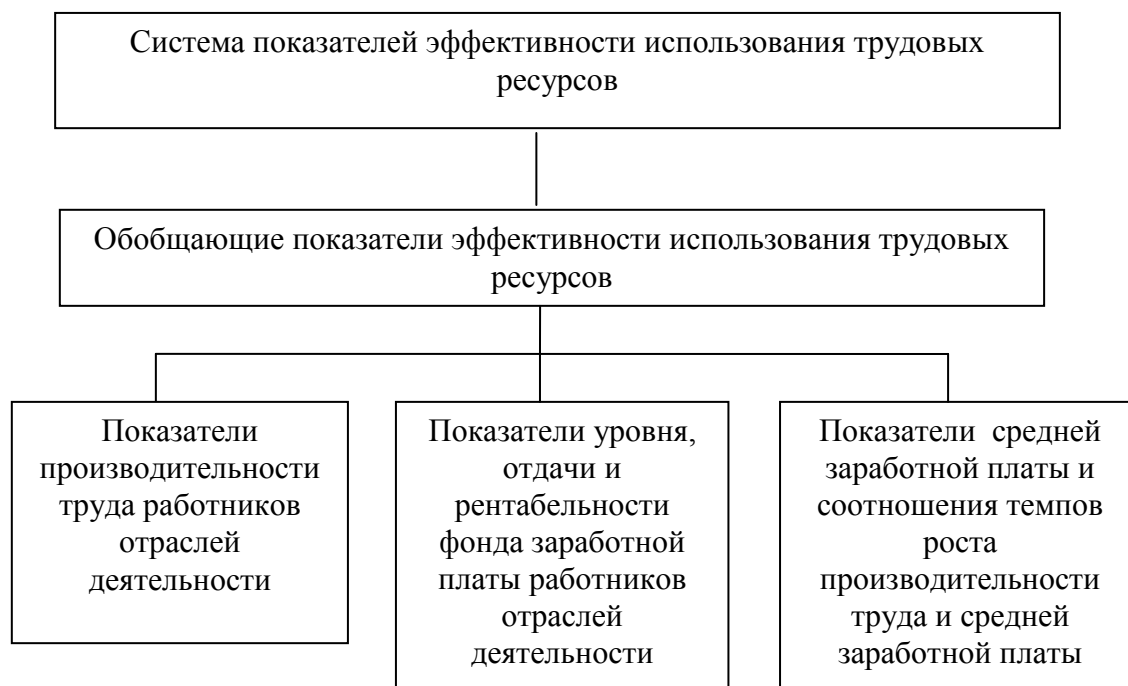 Система показателей эффективности использования трудовых
ресурсов
Обобщающие показатели эффективности использования трудовых
ресурсов
Показатели
производительности
труда работников
отраслей
деятельности
Показатели уровня,
отдачи и
рентабельности
фонда заработной
платы работников
отраслей
деятельности
Показатели средней
заработной платы и
соотношения темпов
роста
производительности
труда и средней
заработной платы